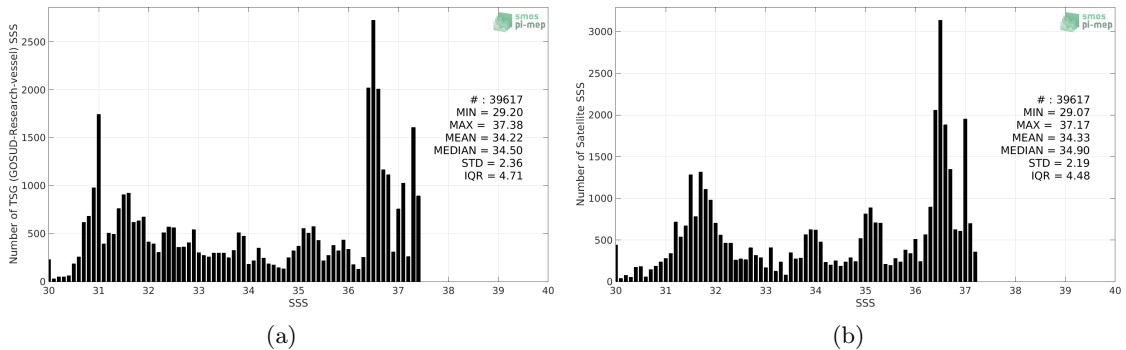 smos
pi-mep
Number of TSG (GOSUD-Research-vessel) SSS
2500
2000
1500
1000
500
0
# : 39617
MIN = 29.20
MAX = 37.38
MEAN = 34.22
MEDIAN = 34.50
STD = 2.36
IQR = 4.71
30 31 32 33 34 35 36 37 38 39 40
SSS
(a)
smos
pi-mep
Number of Satellite SSS
3000
2500
2000
1500
1000
500
0
# : 39617
MIN = 29.07
MAX = 37.17
MEAN = 34.33
MEDIAN = 34.90
STD = 2.19
IQR = 4.48
30 31 32 33 34 35 36 37 38 39 40
SSS
(b)